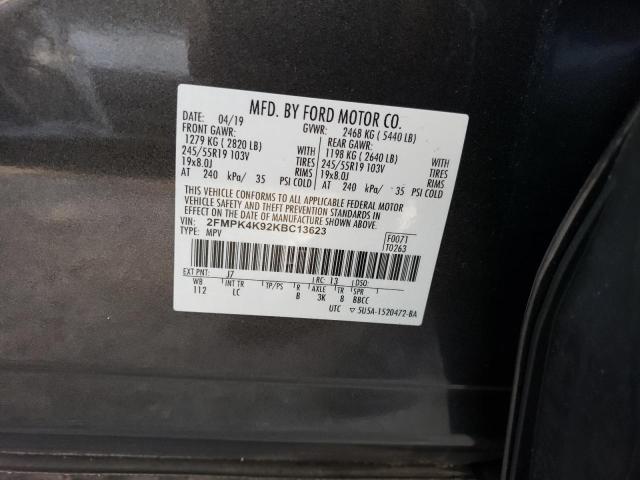 MFD. BY FORD MOTOR CO.
DATE: 04/19 GVWR: 2468 KG ( 5440 LB)
FRONT GAWR: REAR GAWR:
1279 KG ( 2820 LB) WITH 1198 KG ( 2640 LB) WITH
245/55R19 103V TIRES 245/55R19 103V TIRES
19x8.0J RIMS 19x8.0J RIMS
AT 240 kPa/ 35 PSI COLD AT 240 kPa/ 35 PSI COLD
THIS VEHICLE CONFORMS TO ALL APPLICABLE FEDERAL MOTOR
VEHICLE SAFETY AND THEFT PREVENTION STANDARDS IN
EFFECT ON THE DATE OF MANUFACTURE SHOWN ABOVE.
VIN: 2FMPK4K92KBC13623 F0071
TYPE: MPV T0263
EXT PNT: J7 RC: 13 DSO:
WB INT TR TP/PS R AXLE TR SPR
112 LC B 3K 8 BBCC
UTC ▽ 5U5A-1520472-BA